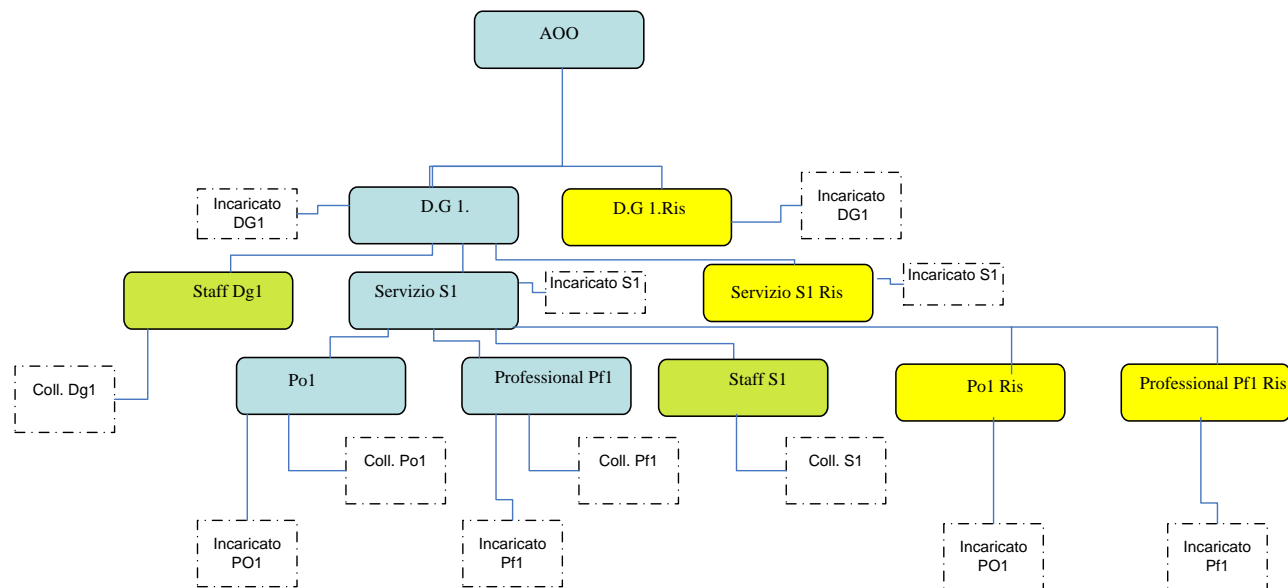 AOO
Incaricato
DG1
D.G 1.
D.G 1.Ris
Incaricato
DG1
Staff Dg1
Servizio S1
Incaricato S1
Servizio S1 Ris
Incaricato S1
Coll. Dg1
Po1
Professional Pf1
Staff S1
Po1 Ris
Professional Pf1 Ris
Coll. Po1
Coll. Pf1
Coll. S1
Incaricato
PO1
Incaricato
Pf1
Incaricato
PO1
Incaricato
Pf1